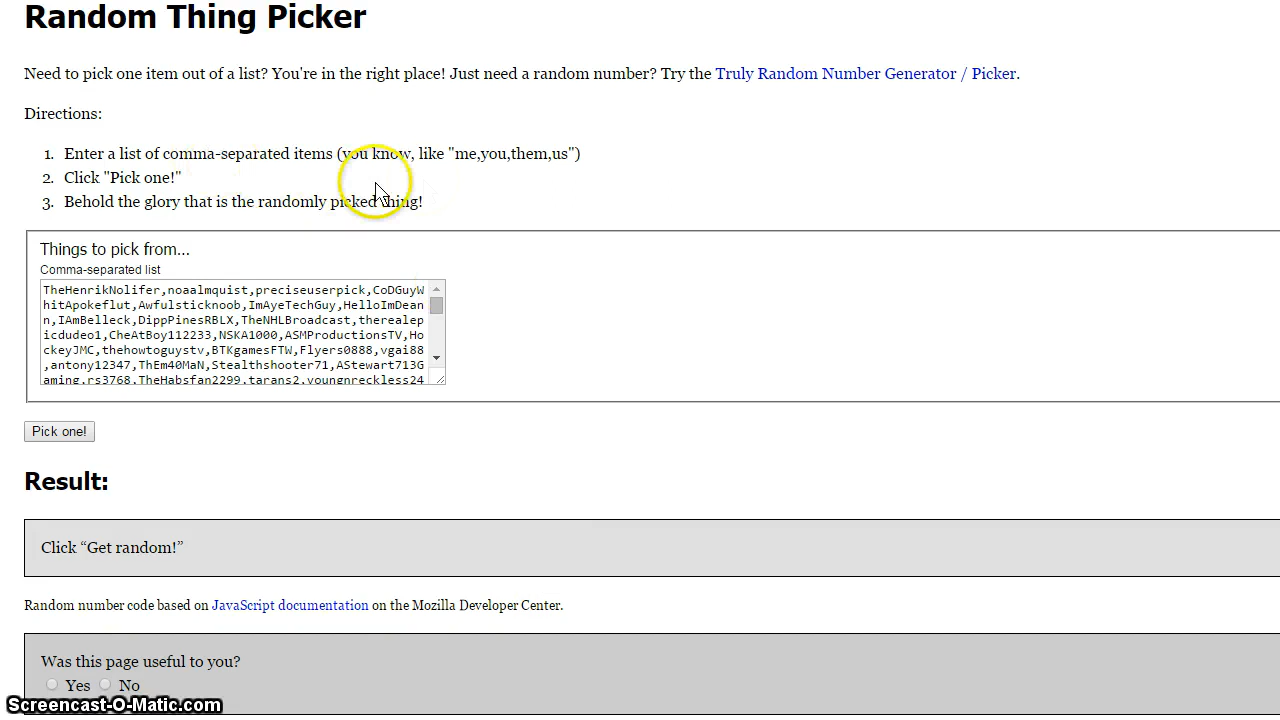 Random Thing Picker
Need to pick one item out of a list? You're in the right place! Just need a random number? Try the Truly Random Number Generator / Picker.
Directions:
1. Enter a list of comma-separated items (you know, like "me,you,them,us")
2. Click "Pick one!"
3. Behold the glory that is the randomly picked thing!
Things to pick from...
Comma-separated list
TheHenrikNolifer,noaalmquist,preciseuserpick,CoDGuyW
hitApokeflut,Awfulsticknoob,ImAyeTechGuy,HelloImDean
n,IAmBelleck,DippPinesRBLX,TheNHLBroadcast,therealep
icdudeo1,CheAtBoy112233,NSKA1000,ASMProductionsTV,Ho
ckeyJMC,thehowtoguystv,BTKgamesFTW,Flyers0888,vgai88
,antony12347,ThEm40MaN,Stealthshooter71,AStewart713G
aming,rs3768,TheHabsfan2299,tarans2,youngnreckless24
Pick one!
Result:
Click “Get random!”
Random number code based on JavaScript documentation on the Mozilla Developer Center.
Was this page useful to you?
Yes No
Screencast-O-Matic.com